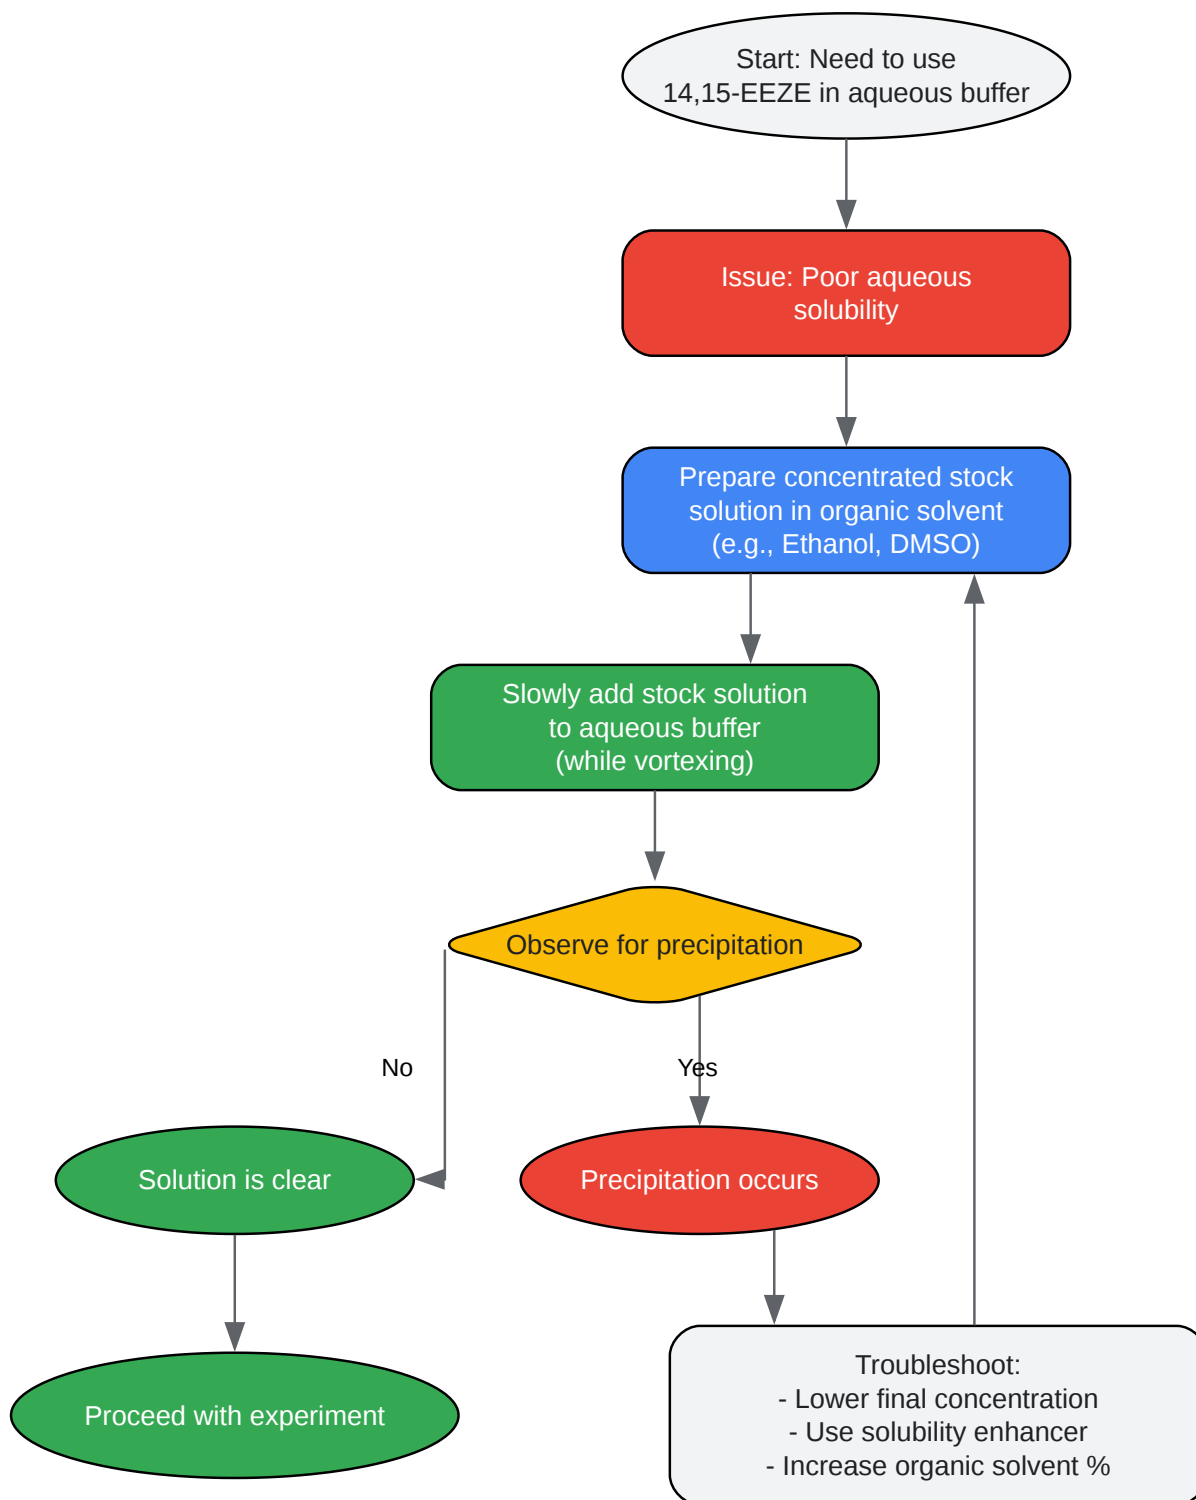 Start: Need to use
14,15-EEZE in aqueous buffer
Issue: Poor aqueous
solubility
Prepare concentrated stock
solution in organic solvent
(e.g., Ethanol, DMSO)
Slowly add stock solution
to aqueous buffer
(while vortexing)
Observe for precipitation
No
Yes
Solution is clear
Precipitation occurs
Proceed with experiment
Troubleshoot:
- Lower final concentration
- Use solubility enhancer
- Increase organic solvent %